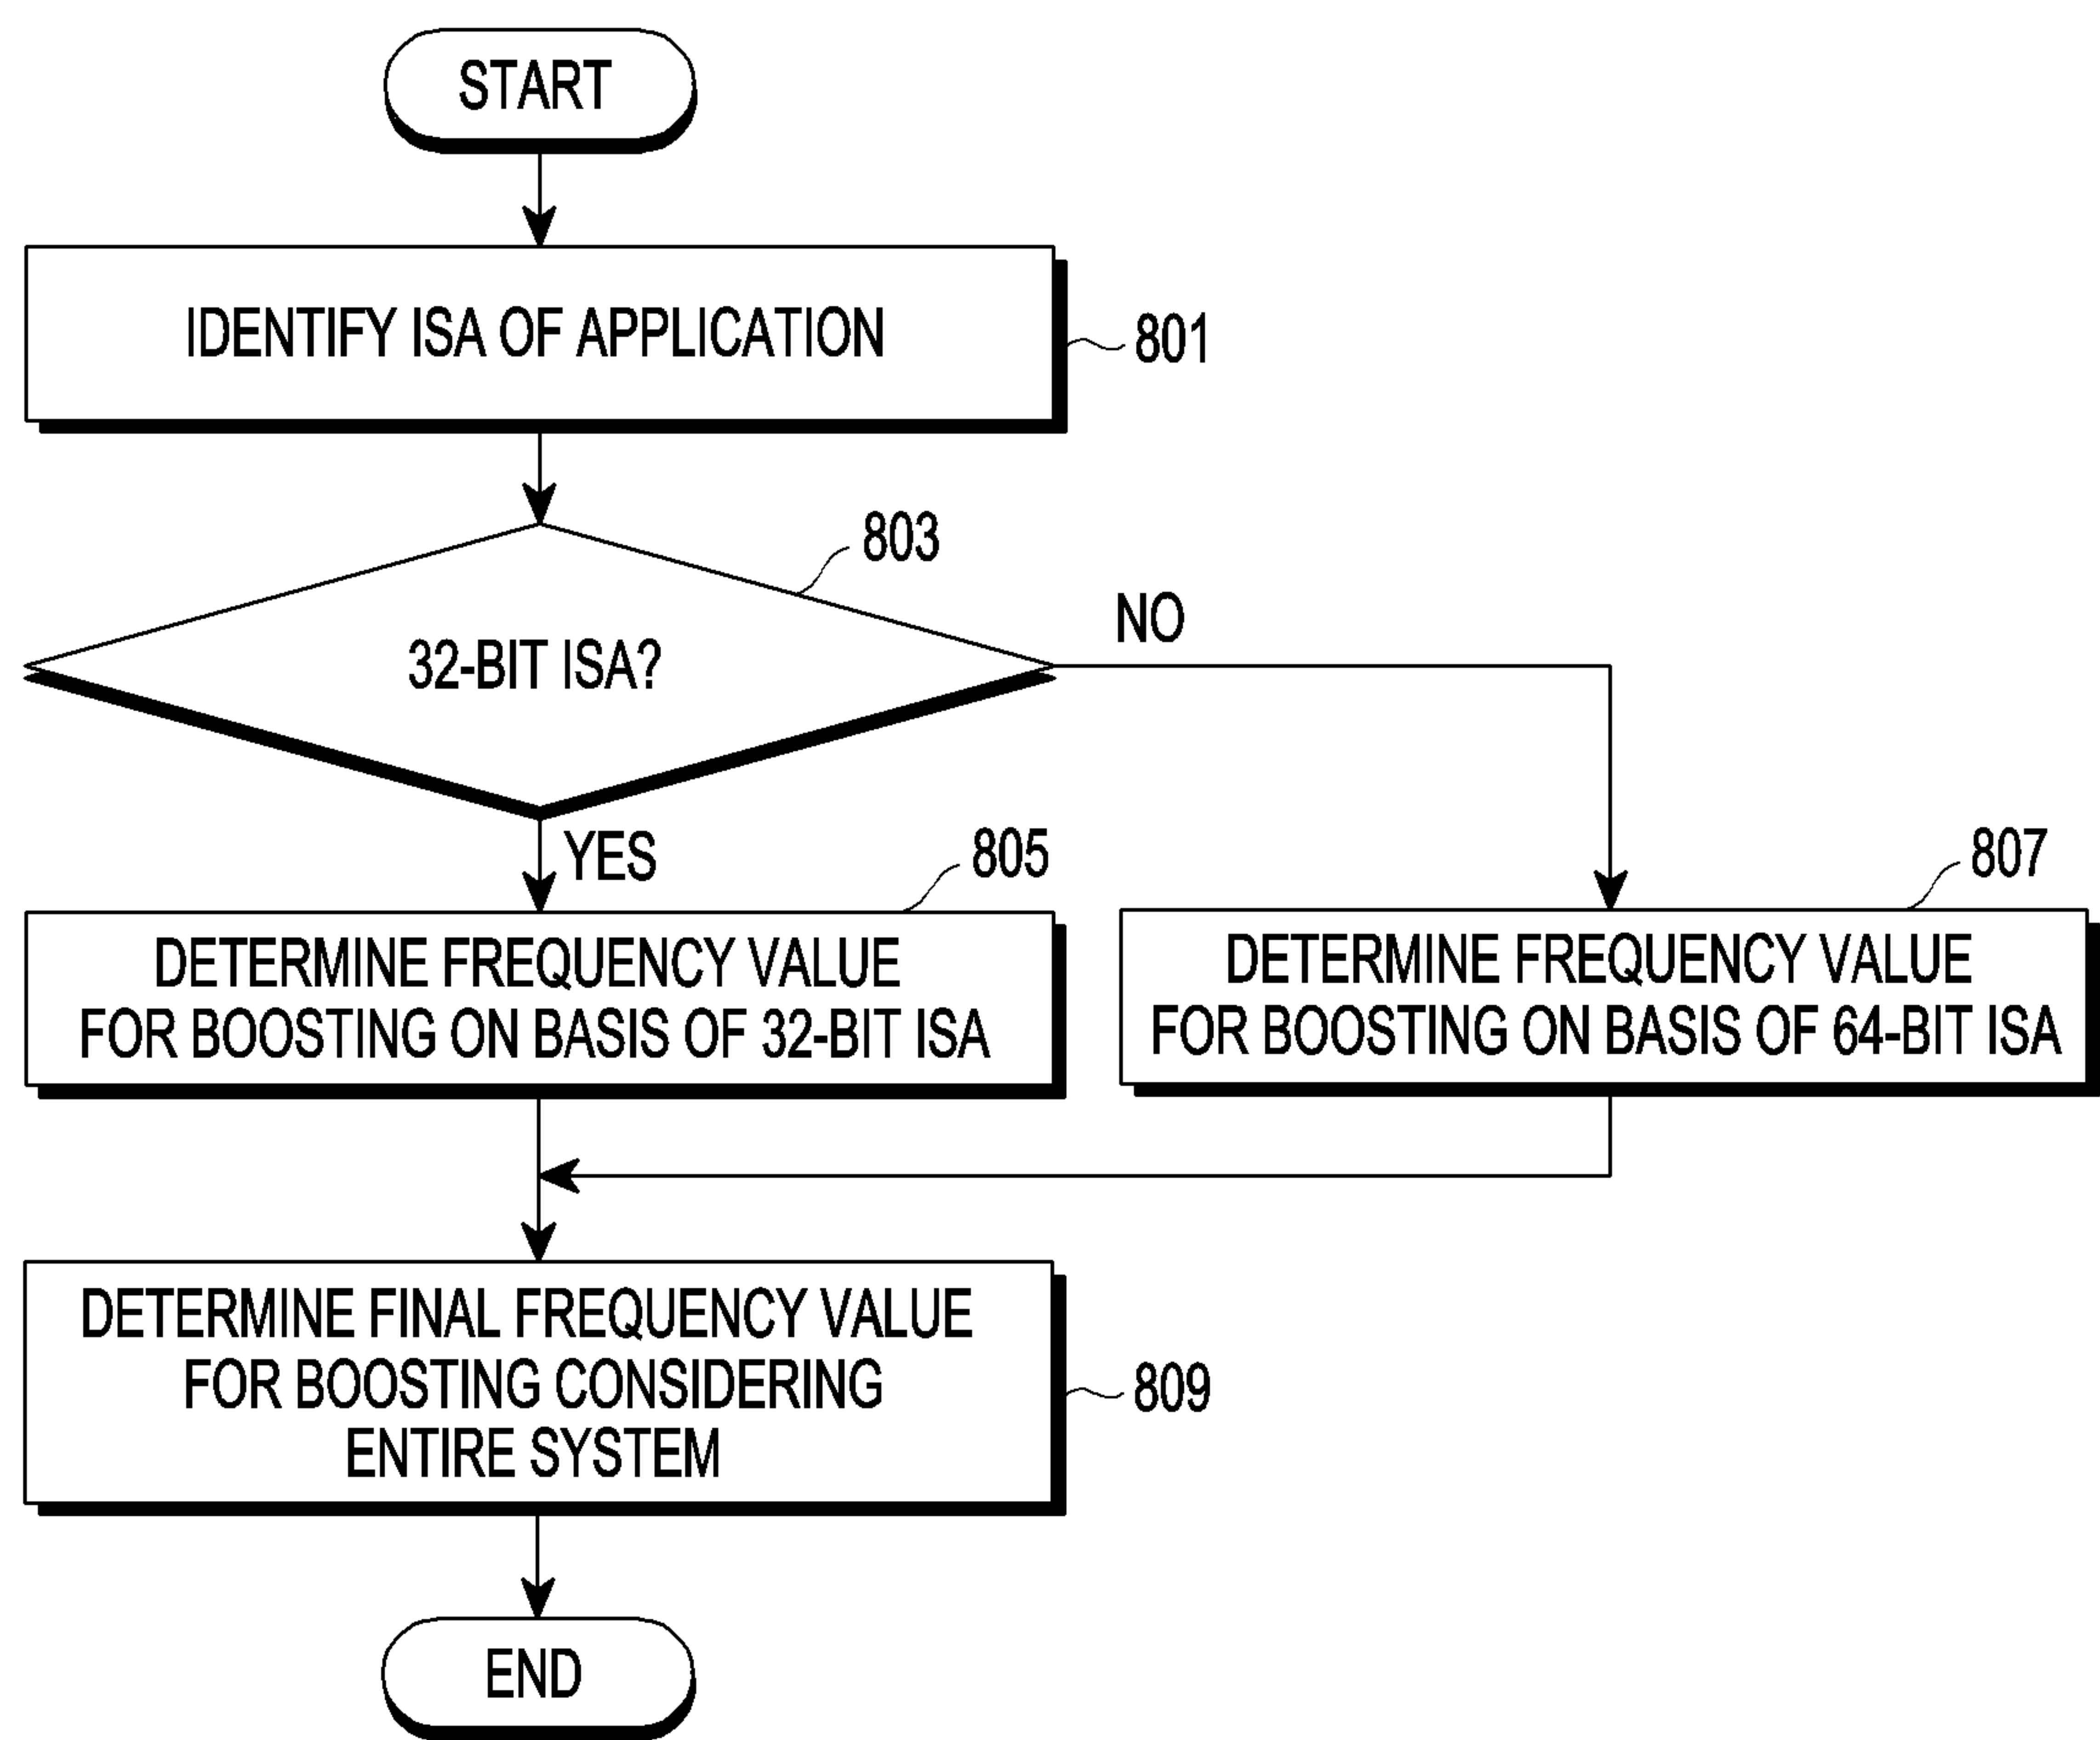 START
IDENTIFY ISA OF APPLICATION
801
803
32-BIT ISA?
NO
YES
805
DETERMINE FREQUENCY VALUE
FOR BOOSTING ON BASIS OF 32-BIT ISA
807
DETERMINE FREQUENCY VALUE
FOR BOOSTING ON BASIS OF 64-BIT ISA
DETERMINE FINAL FREQUENCY VALUE
FOR BOOSTING CONSIDERING
ENTIRE SYSTEM
809
END